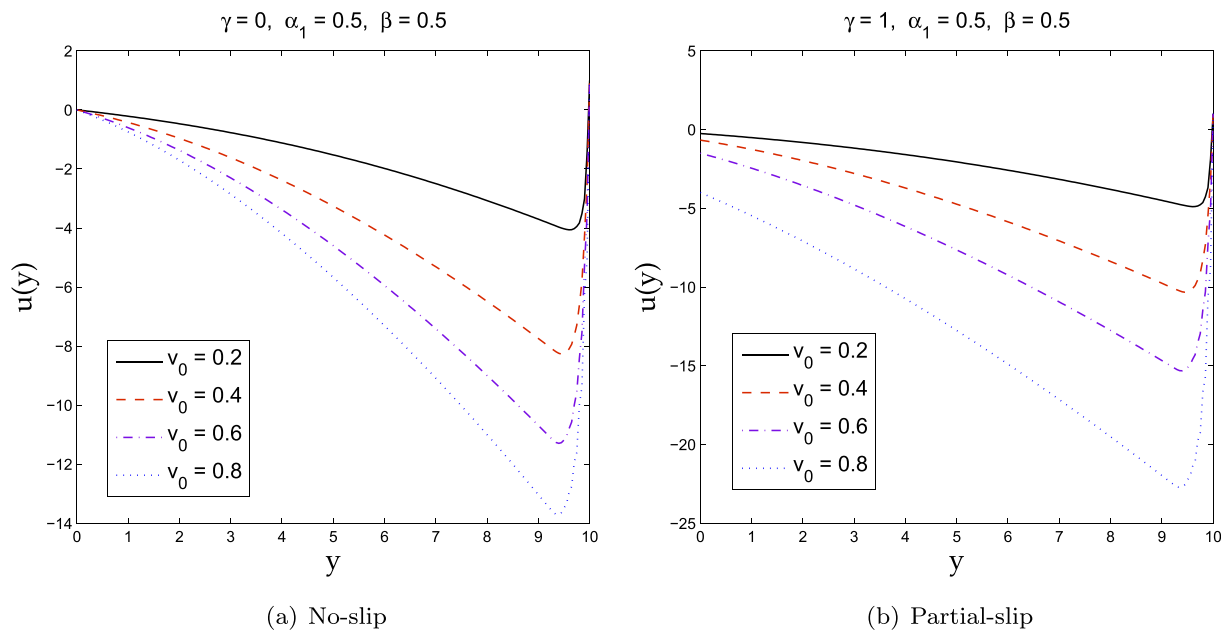 γ = 0, α₁ = 0.5, β = 0.5
2
0
−2
−4
−6
−8
−10
−12
−14
u(y)
v₀ = 0.2
v₀ = 0.4
v₀ = 0.6
v₀ = 0.8
0 1 2 3 4 5 6 7 8 9 10
y
(a) No-slip
γ = 1, α₁ = 0.5, β = 0.5
5
0
−5
−10
−15
−20
−25
u(y)
v₀ = 0.2
v₀ = 0.4
v₀ = 0.6
v₀ = 0.8
0 1 2 3 4 5 6 7 8 9 10
y
(b) Partial-slip